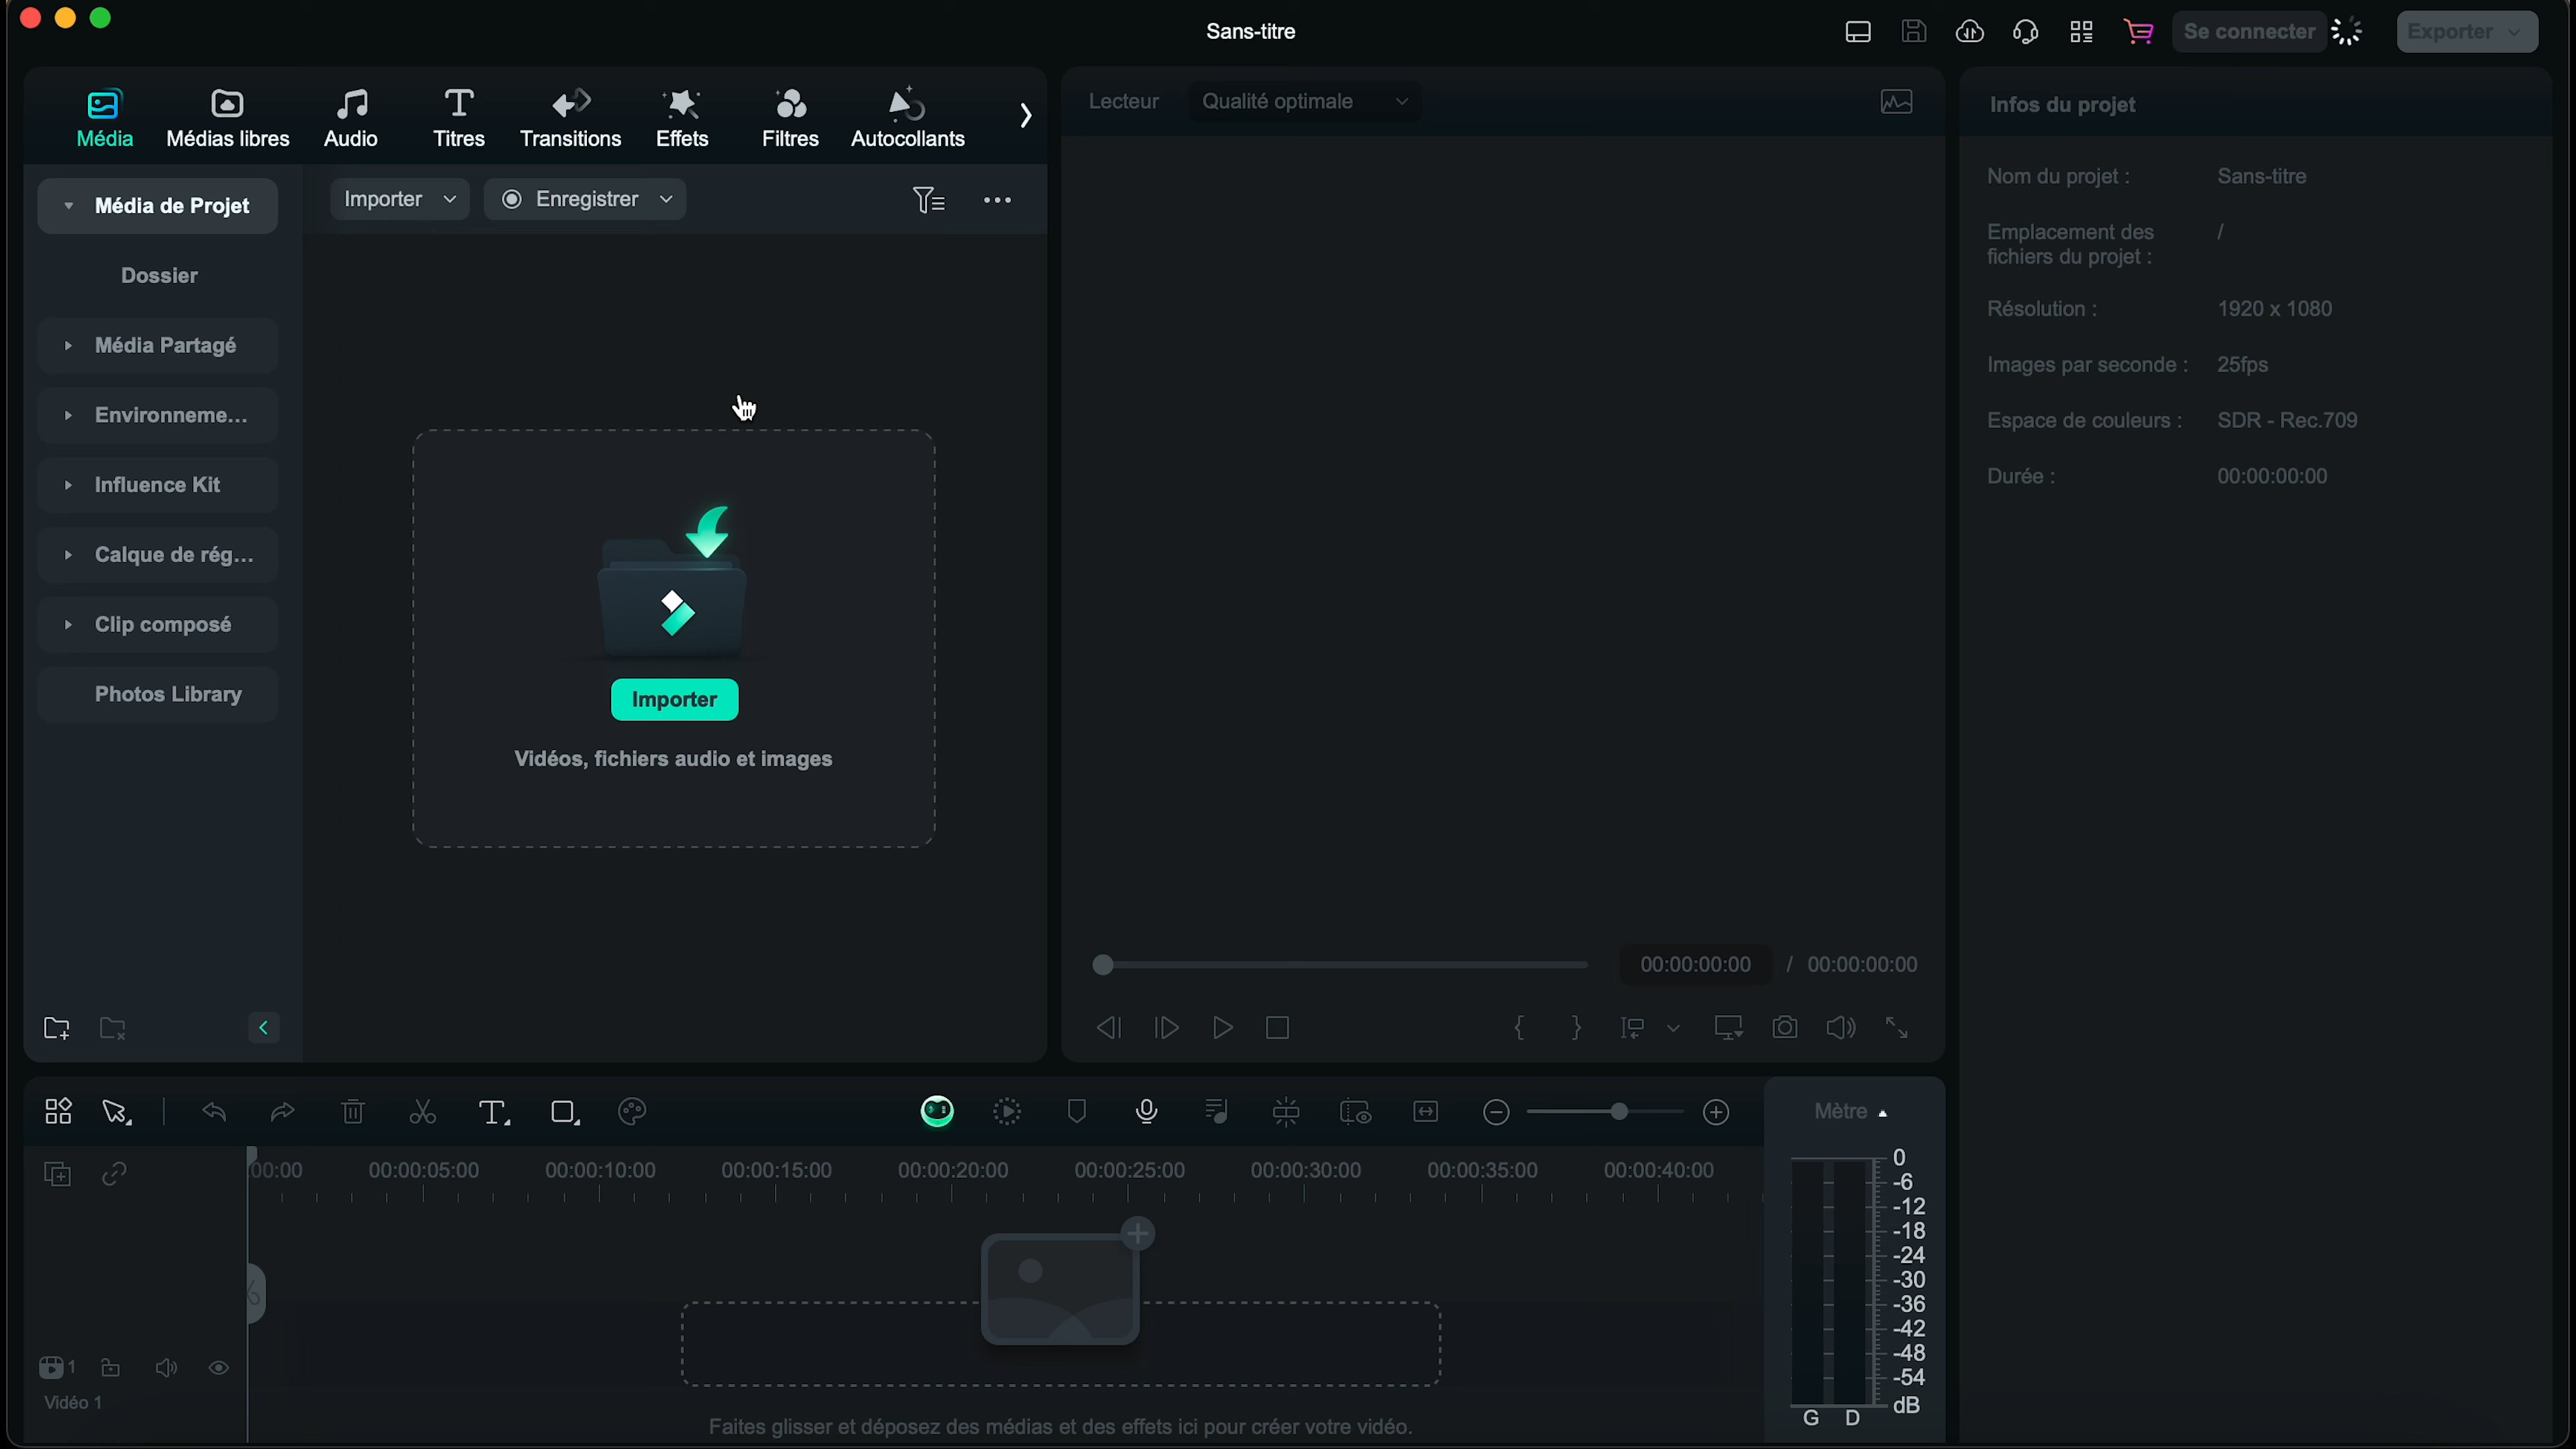 Sans-titre
Se connecter
Exporter
Média
Médias libres
Audio
Titres
Transitions
Effets
Filtres
Autocollants
Lecteur
Qualité optimale
Infos du projet
Média de Projet
Importer
Enregistrer
Nom du projet :
Sans-titre
Dossier
Emplacement des
fichiers du projet :
/
Média Partagé
Résolution :
1920 x 1080
Images par seconde :
25fps
Environneme...
Espace de couleurs :
SDR - Rec.709
Influence Kit
Durée :
00:00:00:00
Calque de rég...
Clip composé
Photos Library
Importer
Vidéos, fichiers audio et images
00:00:00:00 / 00:00:00:00
Mètre
:00:00
00:00:05:00
00:00:10:00
00:00:15:00
00:00:20:00
00:00:25:00
00:00:30:00
00:00:35:00
00:00:40:00
0
-6
-12
-18
-24
-30
-36
-42
-48
-54
dB
G D
1
Vidéo 1
Faites glisser et déposez des médias et des effets ici pour créer votre vidéo.